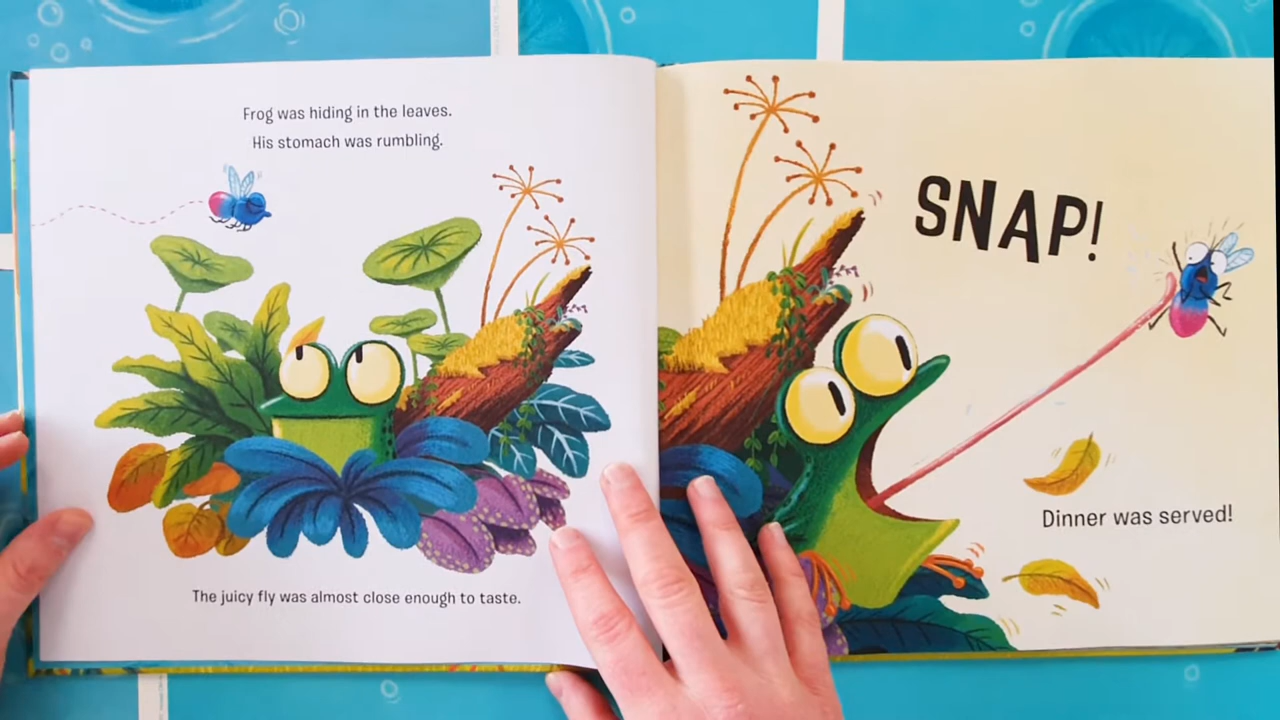 Frog was hiding in the leaves.
His stomach was rumbling.
The juicy fly was almost close enough to taste.
SNAP!
Dinner was served!